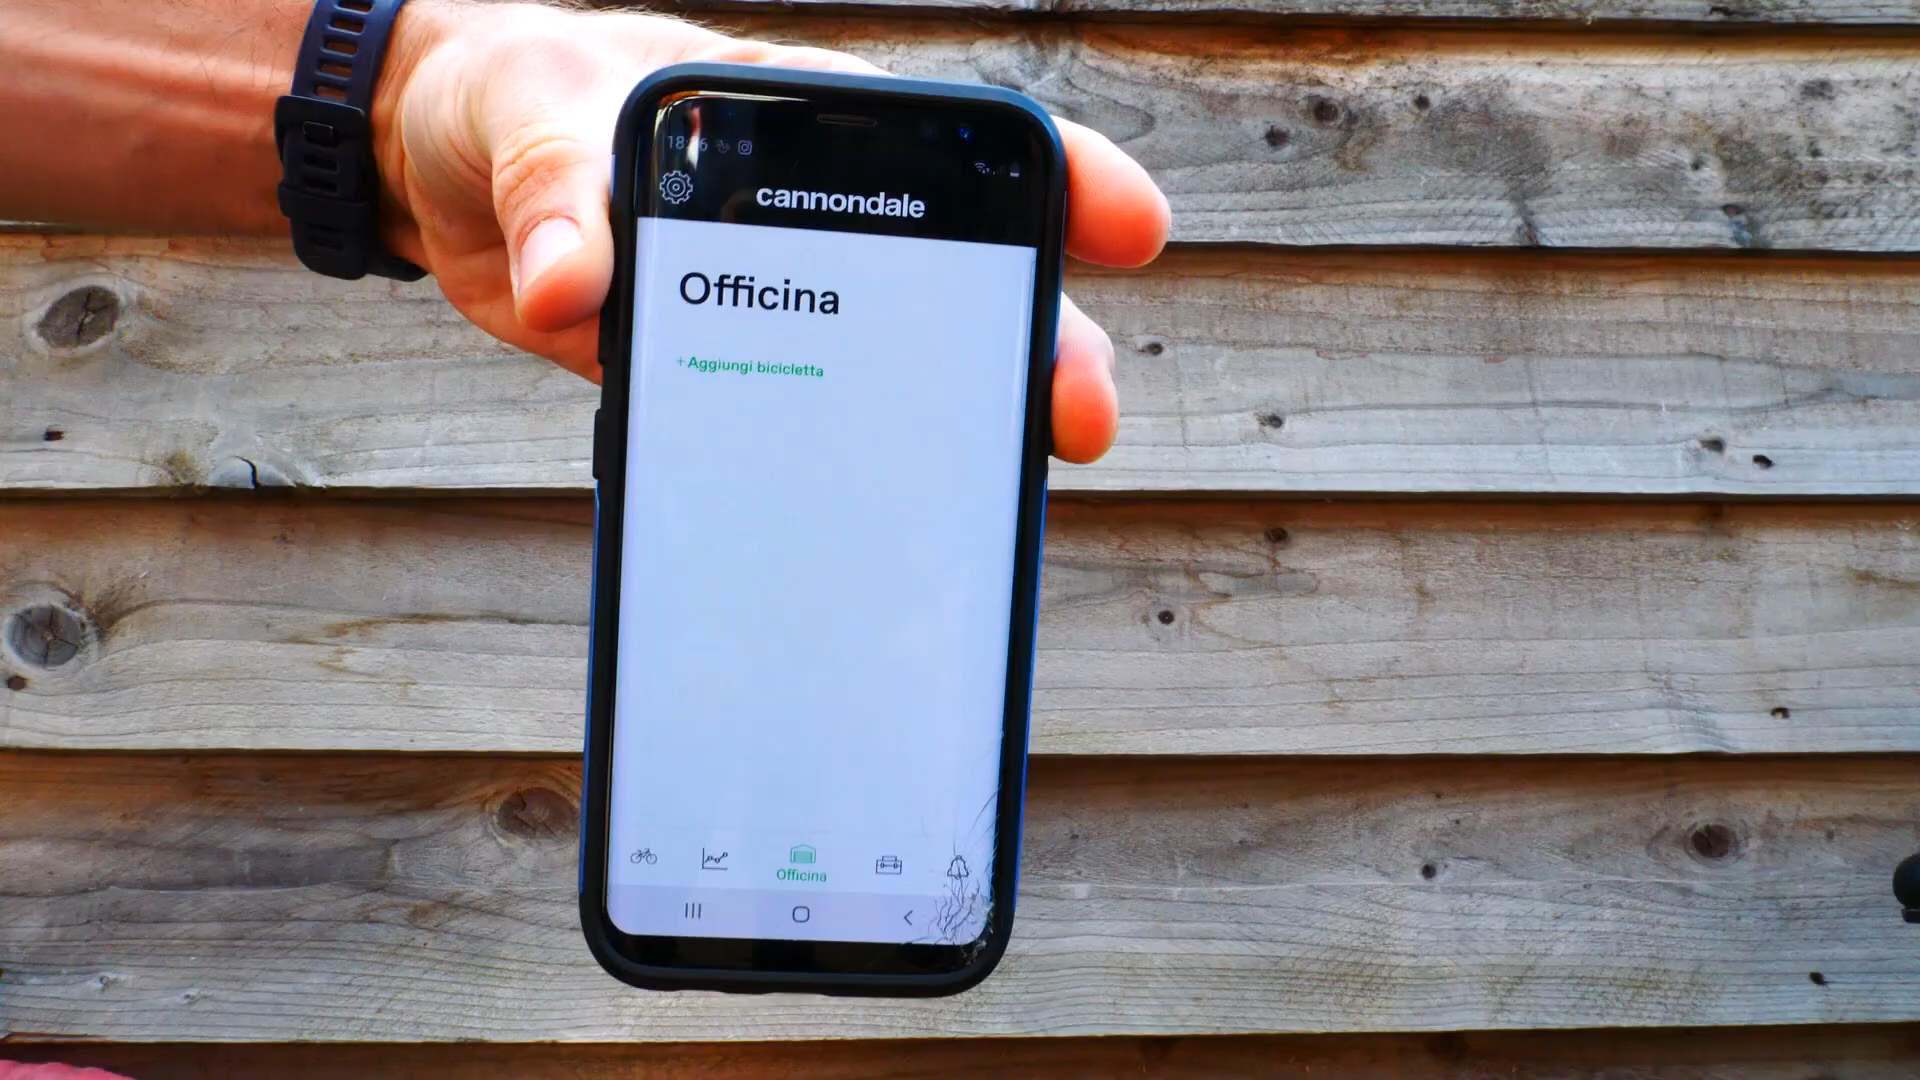 cannondale
Officina
+Aggiungi bicicletta
Officina